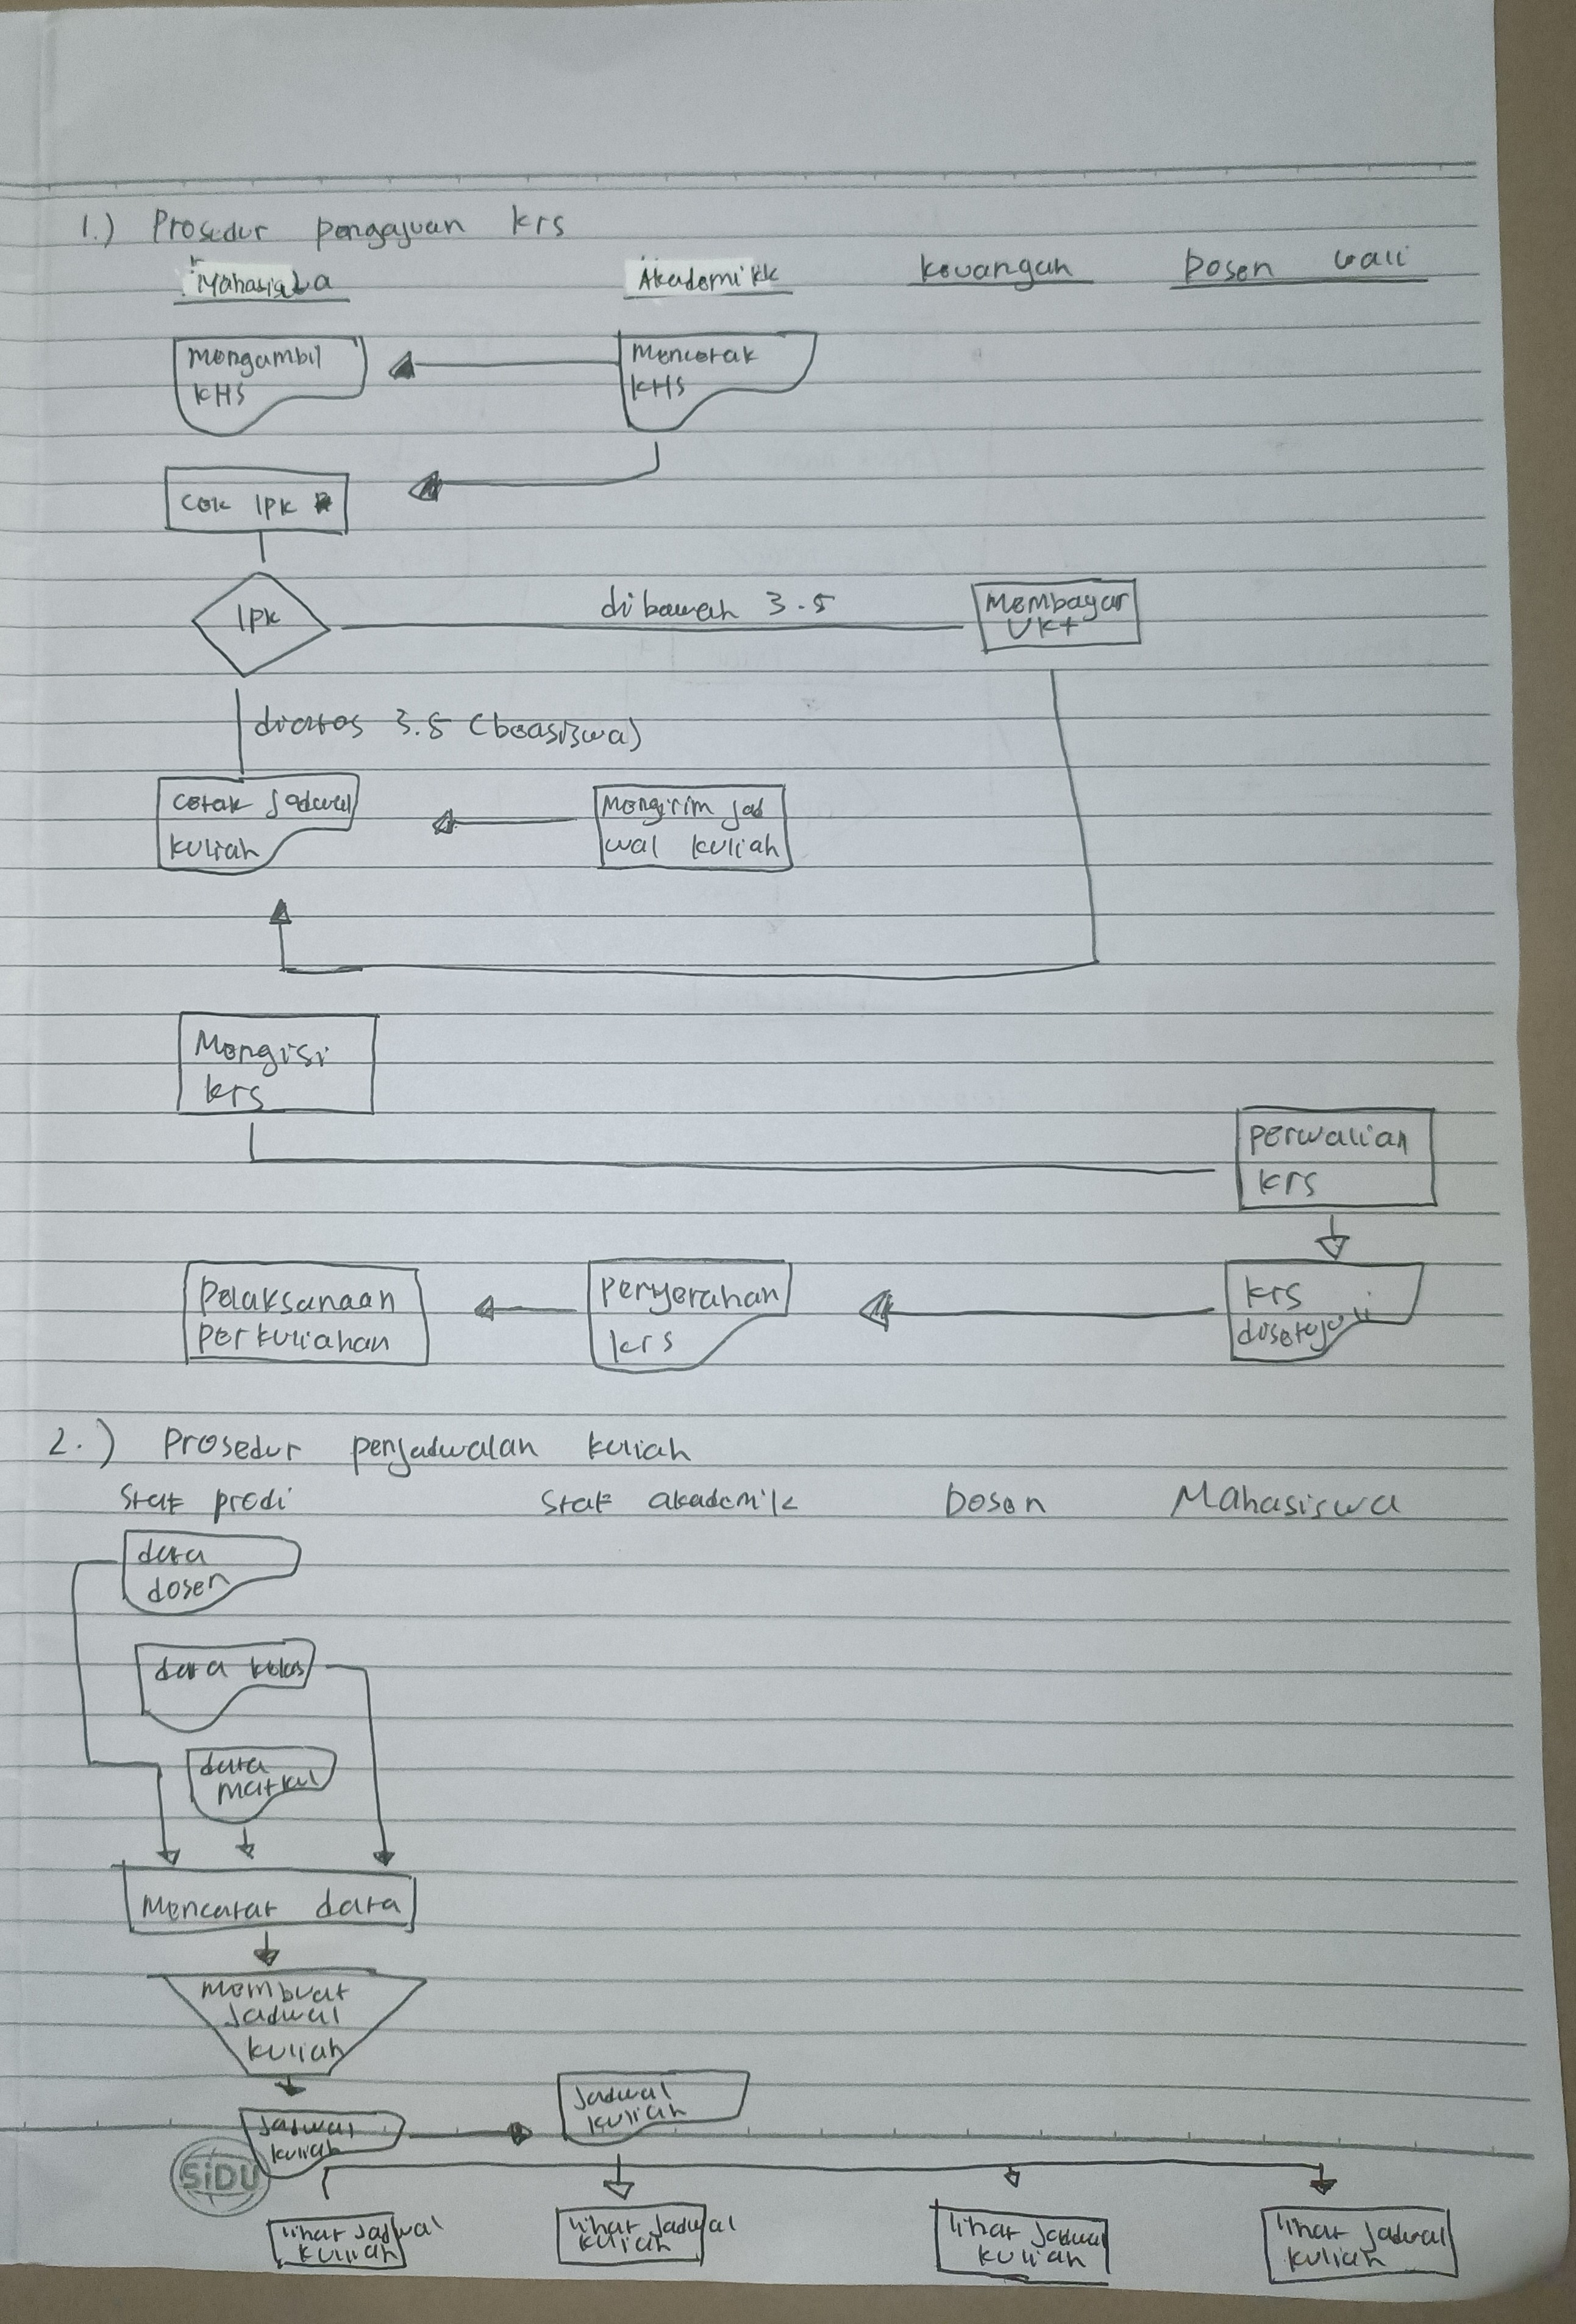 1.) Prosedur pengajuan krs
Mahasiswa Akademikk keuangan Dosen wali
Mengambil
KHS
Mencetak
KHS
Cek IPK
IPK
dibawah 3.5
Membayar
UKt
diatas 3.5 (beasiswa)
Cetak Jadwal
kuliah
Mengirim jad
wal kuliah
Mengisi
krs
Perwalian
krs
Pelaksanaan
Perkuliahan
Penyerahan
krs
krs
disetujui
2.) Prosedur penjadwalan kuliah
Staf prodi Staf akademik Dosen Mahasiswa
data
dosen
data kelas
data
matkul
Mencatat data
Membuat
Jadwal
kuliah
Jadwal
kuliah
Jadwal
kuliah
SiDU
lihat Jadwal
kuliah
lihat Jadwal
kuliah
lihat Jadwal
kuliah
lihat Jadwal
kuliah